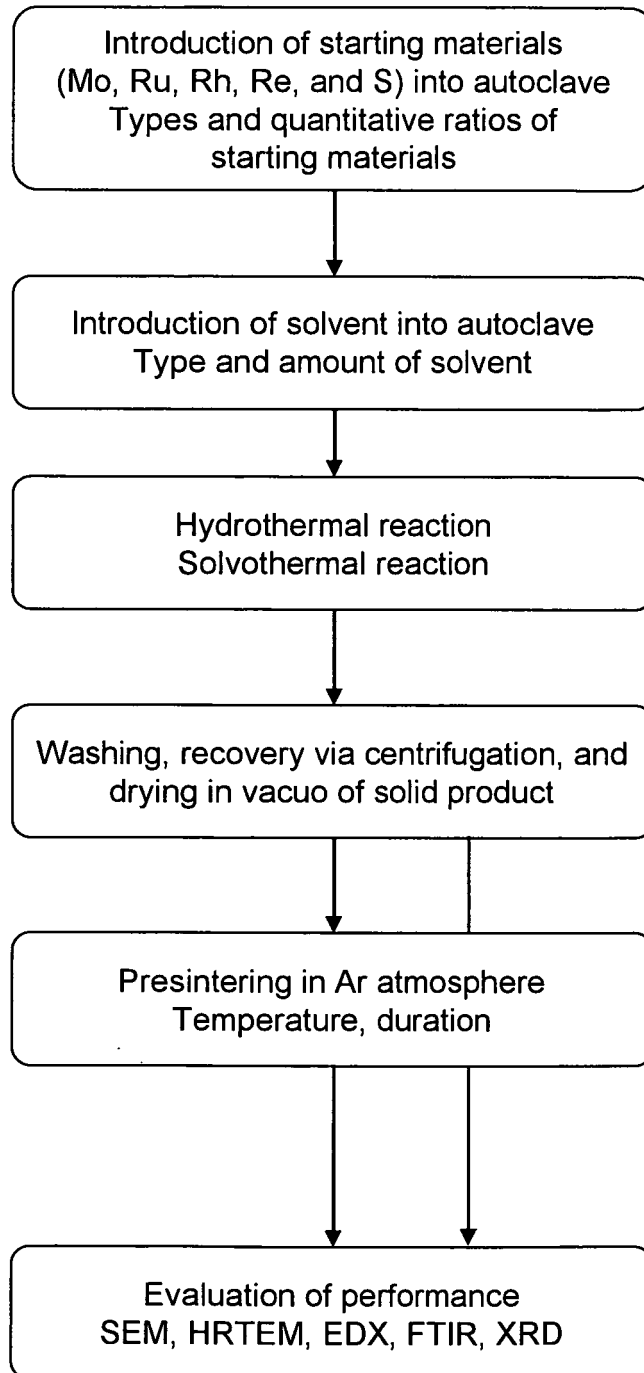 Introduction of starting materials
(Mo, Ru, Rh, Re, and S) into autoclave
Types and quantitative ratios of
starting materials
Introduction of solvent into autoclave
Type and amount of solvent
Hydrothermal reaction
Solvothermal reaction
Washing, recovery via centrifugation, and
drying in vacuo of solid product
Presintering in Ar atmosphere
Temperature, duration
Evaluation of performance
SEM, HRTEM, EDX, FTIR, XRD